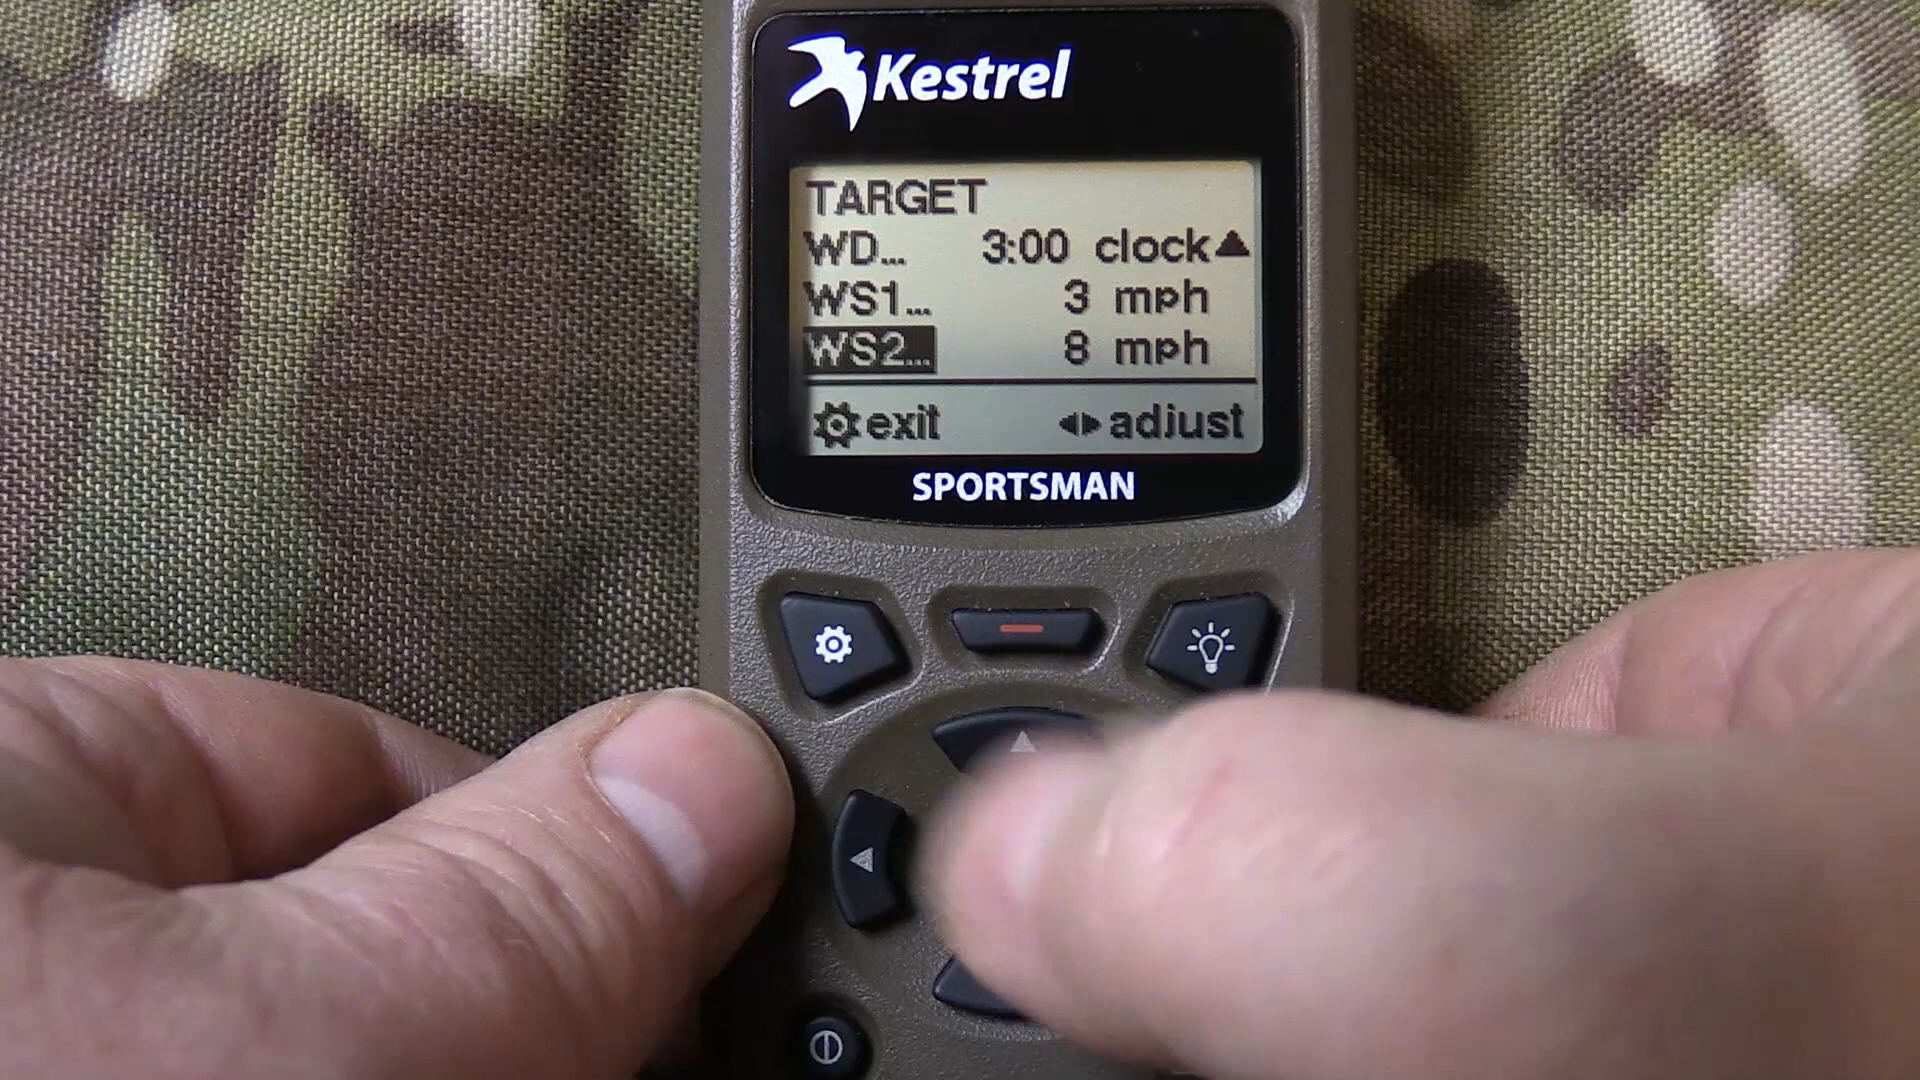 Kestrel
TARGET
WD... 3:00 clock
WS1... 3 mph
WS2... 8 mph
exit adjust
SPORTSMAN